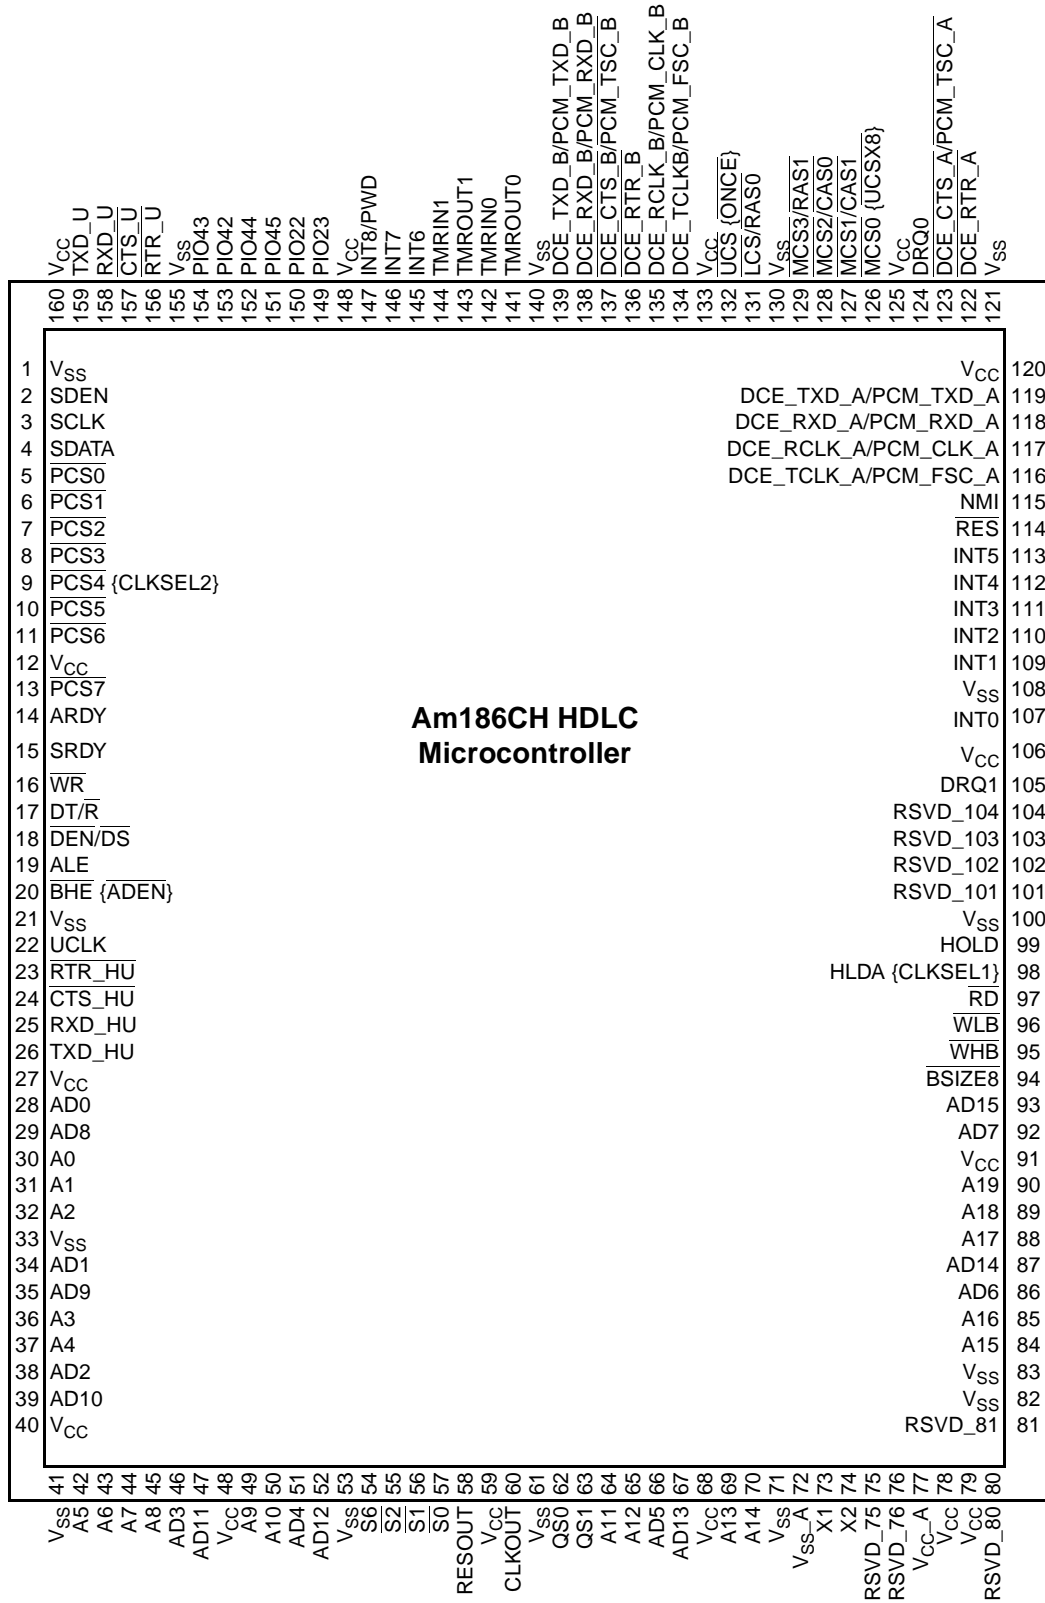 VCC TXD_U RXD_U CTS_U RTR_U VSS PIO43 PIO42 PIO44 PIO45 PIO22 PIO23 VCC INT8/PWD INT7 INT6 TMRIN1 TMROUT1 TMRIN0 TMROUT0 VSS DCE_TXD_B/PCM_TXD_B DCE_RXD_B/PCM_RXD_B DCE_CTS_B/PCM_TSC_B DCE_RTR_B DCE_RCLK_B/PCM_CLK_B DCE_TCLKB/PCM_FSC_B VCC UCS {ONCE} LCS/RAS0 VSS MCS3/RAS1 MCS2/CAS0 MCS1/CAS1 MCS0 {UCSX8} VCC DRQ0 DCE_CTS_A/PCM_TSC_A DCE_RTR_A VSS
160 159 158 157 156 155 154 153 152 151 150 149 148 147 146 145 144 143 142 141 140 139 138 137 136 135 134 133 132 131 130 129 128 127 126 125 124 123 122 121
1 VSS VCC 120
2 SDEN DCE_TXD_A/PCM_TXD_A 119
3 SCLK DCE_RXD_A/PCM_RXD_A 118
4 SDATA DCE_RCLK_A/PCM_CLK_A 117
5 PCS0 DCE_TCLK_A/PCM_FSC_A 116
6 PCS1 NMI 115
7 PCS2 RES 114
8 PCS3 INT5 113
9 PCS4 {CLKSEL2} INT4 112
10 PCS5 INT3 111
11 PCS6 INT2 110
12 VCC INT1 109
13 PCS7 VSS 108
14 ARDY INT0 107
Am186CH HDLC
Microcontroller
15 SRDY VCC 106
16 WR DRQ1 105
17 DT/R RSVD_104 104
18 DEN/DS RSVD_103 103
19 ALE RSVD_102 102
20 BHE {ADEN} RSVD_101 101
21 VSS VSS 100
22 UCLK HOLD 99
23 RTR_HU HLDA {CLKSEL1} 98
24 CTS_HU RD 97
25 RXD_HU WLB 96
26 TXD_HU WHB 95
27 VCC BSIZE8 94
28 AD0 AD15 93
29 AD8 AD7 92
30 A0 VCC 91
31 A1 A19 90
32 A2 A18 89
33 VSS A17 88
34 AD1 AD14 87
35 AD9 AD6 86
36 A3 A16 85
37 A4 A15 84
38 AD2 VSS 83
39 AD10 VSS 82
40 VCC RSVD_81 81
41 42 43 44 45 46 47 48 49 50 51 52 53 54 55 56 57 58 59 60 61 62 63 64 65 66 67 68 69 70 71 72 73 74 75 76 77 78 79 80
VSS A5 A6 A7 A8 AD3 AD11 VCC A9 A10 AD4 AD12 VSS S6 S2 S1 S0 RESOUT VCC CLKOUT VSS QS0 QS1 A11 A12 AD5 AD13 VCC A13 A14 VSS VSS_A X1 X2 RSVD_75 RSVD_76 VCC_A VCC VCC RSVD_80